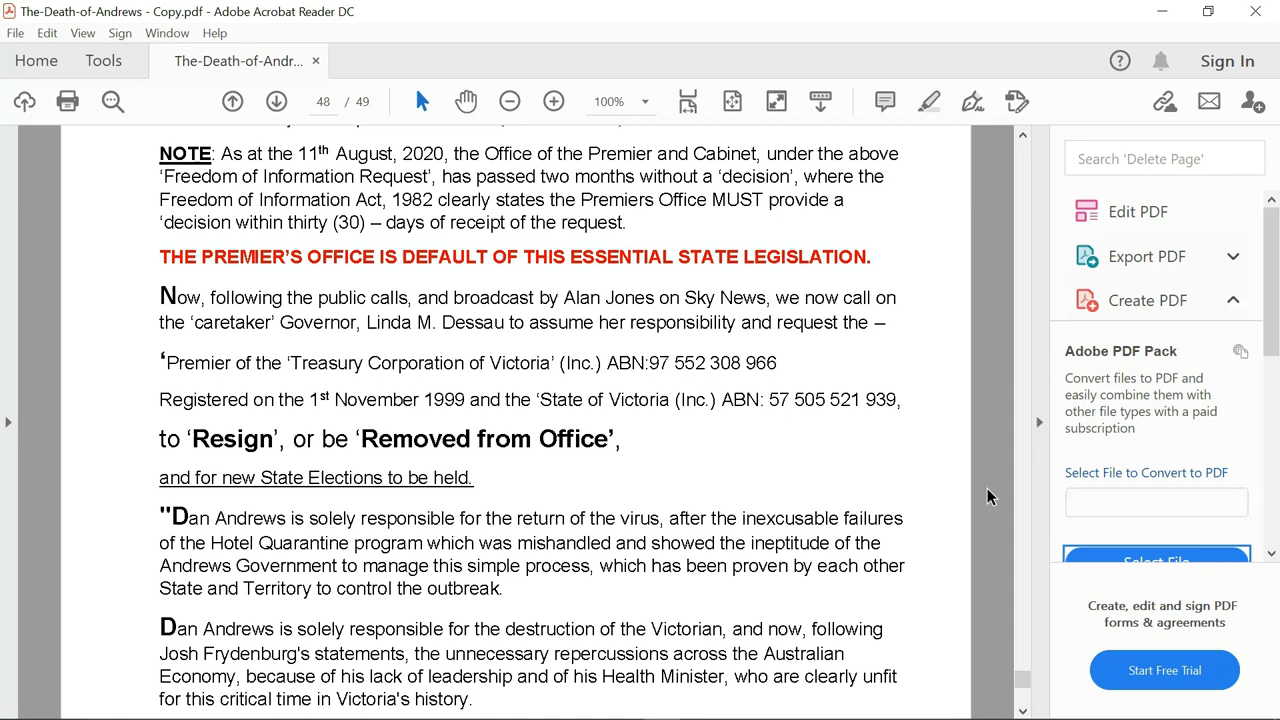 The-Death-of-Andrews - Copy.pdf - Adobe Acrobat Reader DC
File Edit View Sign Window Help
Home Tools The-Death-of-Andr... × Sign In
48 / 49 100%
NOTE: As at the 11th August, 2020, the Office of the Premier and Cabinet, under the above
‘Freedom of Information Request’, has passed two months without a ‘decision’, where the
Freedom of Information Act, 1982 clearly states the Premiers Office MUST provide a
‘decision within thirty (30) – days of receipt of the request.
THE PREMIER’S OFFICE IS DEFAULT OF THIS ESSENTIAL STATE LEGISLATION.
Now, following the public calls, and broadcast by Alan Jones on Sky News, we now call on
the ‘caretaker’ Governor, Linda M. Dessau to assume her responsibility and request the –
‘Premier of the ‘Treasury Corporation of Victoria’ (Inc.) ABN:97 552 308 966
Registered on the 1st November 1999 and the ‘State of Victoria (Inc.) ABN: 57 505 521 939,
to ‘Resign’, or be ‘Removed from Office’,
and for new State Elections to be held.
"Dan Andrews is solely responsible for the return of the virus, after the inexcusable failures
of the Hotel Quarantine program which was mishandled and showed the ineptitude of the
Andrews Government to manage this simple process, which has been proven by each other
State and Territory to control the outbreak.
Dan Andrews is solely responsible for the destruction of the Victorian, and now, following
Josh Frydenburg's statements, the unnecessary repercussions across the Australian
Economy, because of his lack of leadership and of his Health Minister, who are clearly unfit
for this critical time in Victoria's history.
Search 'Delete Page'
Edit PDF
Export PDF
Create PDF
Adobe PDF Pack
Convert files to PDF and
easily combine them with
other file types with a paid
subscription
Select File to Convert to PDF
Select File
Create, edit and sign PDF
forms & agreements
Start Free Trial